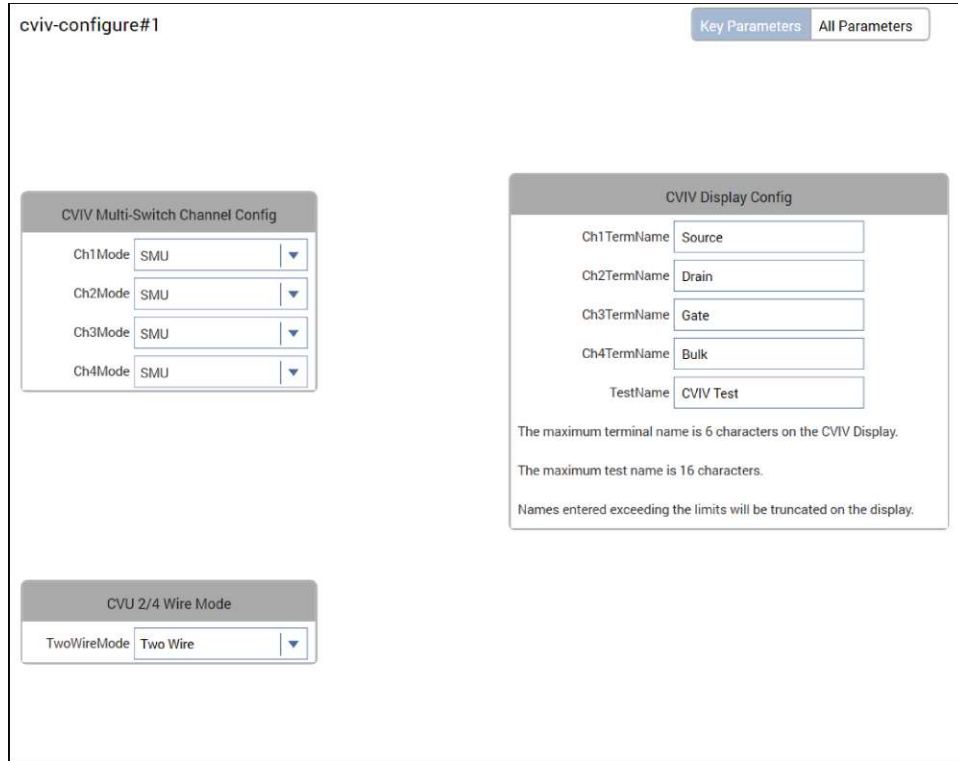 cviv-configure#1
Key Parameters All Parameters
CVIV Multi-Switch Channel Config
Ch1Mode SMU
Ch2Mode SMU
Ch3Mode SMU
Ch4Mode SMU
CVIV Display Config
Ch1TermName Source
Ch2TermName Drain
Ch3TermName Gate
Ch4TermName Bulk
TestName CVIV Test
The maximum terminal name is 6 characters on the CVIV Display.
The maximum test name is 16 characters.
Names entered exceeding the limits will be truncated on the display.
CVU 2/4 Wire Mode
TwoWireMode Two Wire